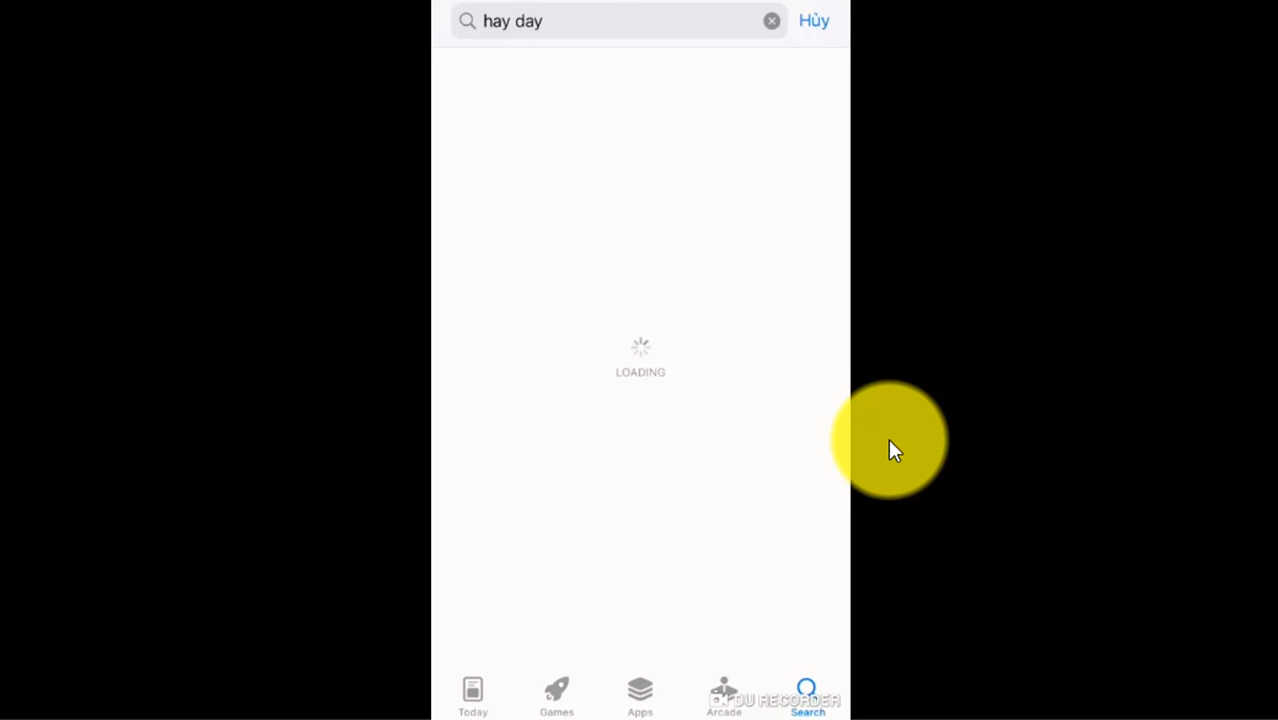 hay day
Hủy
LOADING
Today
Games
Apps
Arcade
Search
DU RECORDER